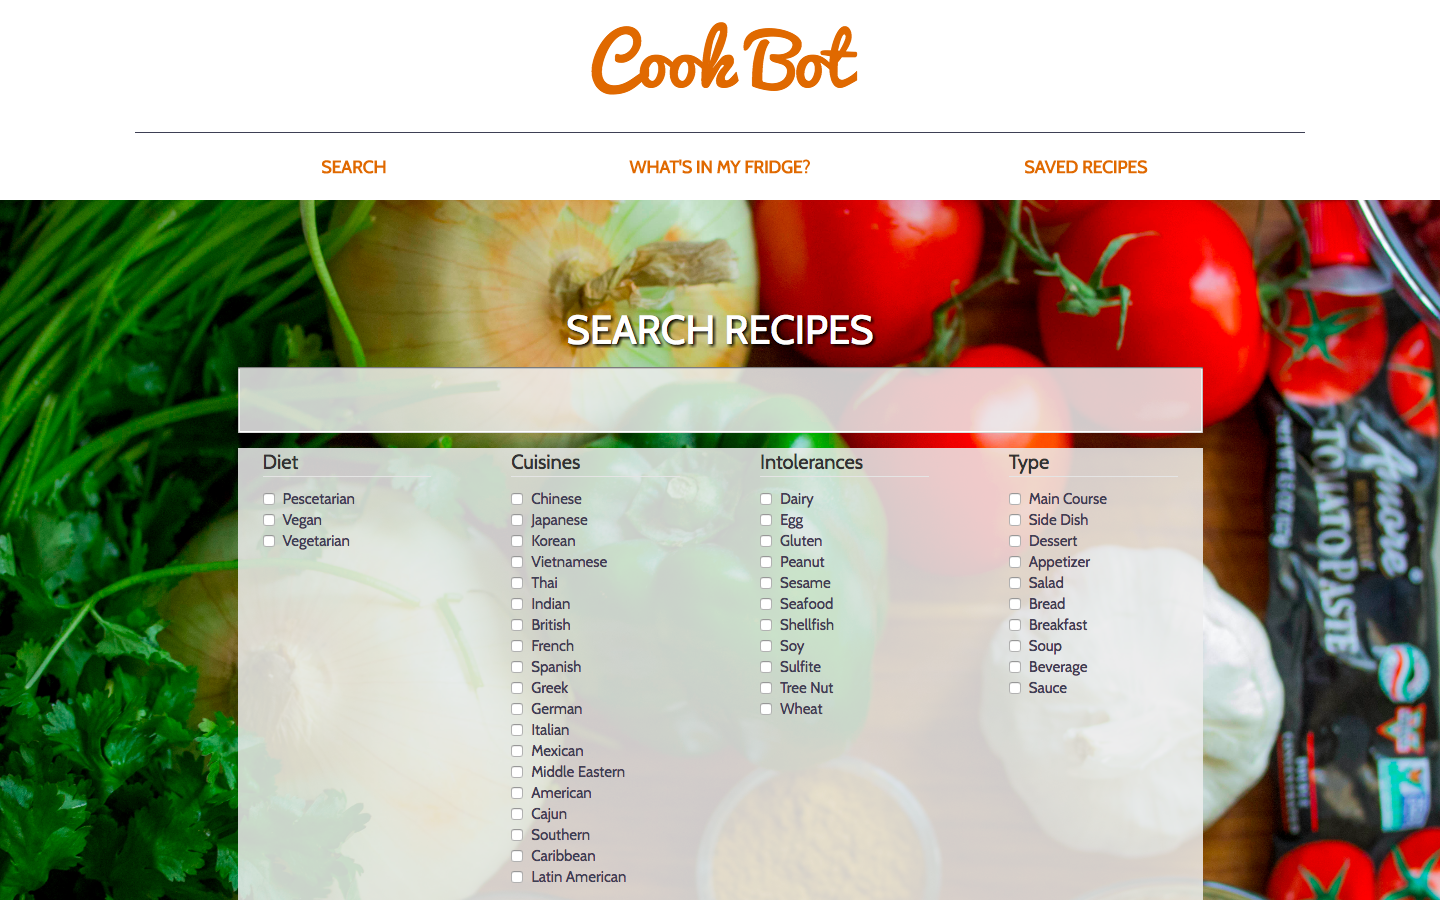 Cook Bot
SEARCH
WHAT'S IN MY FRIDGE?
SAVED RECIPES
SEARCH RECIPES
Diet
Pescetarian
Vegan
Vegetarian
Cuisines
Chinese
Japanese
Korean
Vietnamese
Thai
Indian
British
French
Spanish
Greek
German
Italian
Mexican
Middle Eastern
American
Cajun
Southern
Caribbean
Latin American
Intolerances
Dairy
Egg
Gluten
Peanut
Sesame
Seafood
Shellfish
Soy
Sulfite
Tree Nut
Wheat
Type
Main Course
Side Dish
Dessert
Appetizer
Salad
Bread
Breakfast
Soup
Beverage
Sauce
Amore
TOMATO PASTE